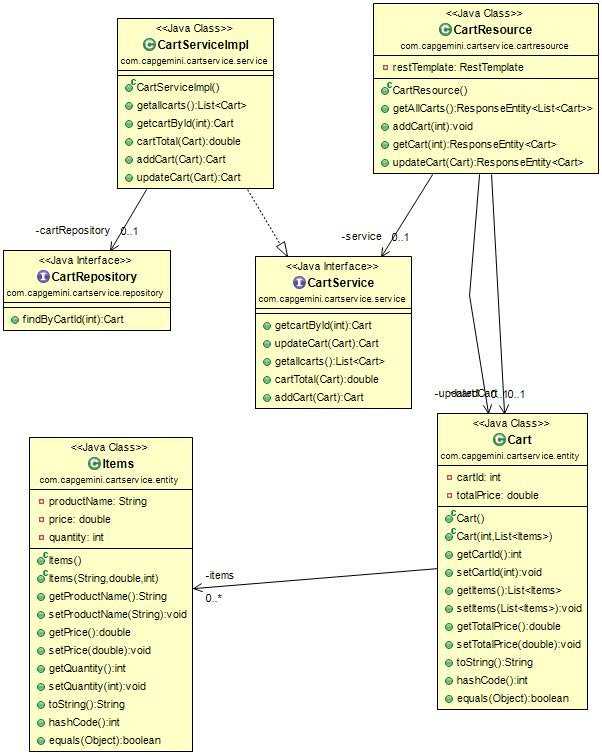 <<Java Class>>
CartServiceImpl
com.capgemini.cartservice.service
CartServiceImpl()
getallcarts():List<Cart>
getcartById(int):Cart
cartTotal(Cart):double
addCart(Cart):Cart
updateCart(Cart):Cart
<<Java Class>>
CartResource
com.capgemini.cartservice.cartresource
restTemplate: RestTemplate
CartResource()
getAllCarts():ResponseEntity<List<Cart>>
addCart(int):void
getCart(int):ResponseEntity<Cart>
updateCart(Cart):ResponseEntity<Cart>
-cartRepository 0..1
-service 0..1
<<Java Interface>>
CartRepository
com.capgemini.cartservice.repository
findByCartId(int):Cart
<<Java Interface>>
CartService
com.capgemini.cartservice.service
getcartById(int):Cart
updateCart(Cart):Cart
getallcarts():List<Cart>
cartTotal(Cart):double
addCart(Cart):Cart
0..1 0..1
<<Java Class>>
Cart
com.capgemini.cartservice.entity
cartId: int
totalPrice: double
Cart()
Cart(int,List<Items>)
getCartId():int
setCartId(int):void
getItems():List<Items>
setItems(List<Items>):void
getTotalPrice():double
setTotalPrice(double):void
toString():String
hashCode():int
equals(Object):boolean
<<Java Class>>
Items
com.capgemini.cartservice.entity
productName: String
price: double
quantity: int
Items()
Items(String,double,int)
getProductName():String
setProductName(String):void
getPrice():double
setPrice(double):void
getQuantity():int
setQuantity(int):void
toString():String
hashCode():int
equals(Object):boolean
-items
0..*